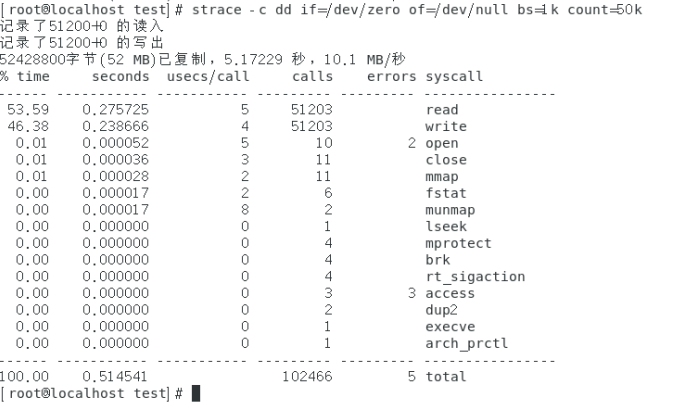 [root@localhost test]# strace -c dd if=/dev/zero of=/dev/null bs=1k count=50k
记录了51200+0 的读入
记录了51200+0 的写出
52428800字节(52 MB)已复制，5.17229 秒，10.1 MB/秒
% time     seconds  usecs/call     calls    errors syscall
------ ----------- ----------- --------- --------- ----------------
 53.59    0.275725           5     51203           read
 46.38    0.238666           4     51203           write
  0.01    0.000052           5        10         2 open
  0.01    0.000036           3        11           close
  0.01    0.000028           2        11           mmap
  0.00    0.000017           2         6           fstat
  0.00    0.000017           8         2           munmap
  0.00    0.000000           0         1           lseek
  0.00    0.000000           0         4           mprotect
  0.00    0.000000           0         4           brk
  0.00    0.000000           0         4           rt_sigaction
  0.00    0.000000           0         3         3 access
  0.00    0.000000           0         2           dup2
  0.00    0.000000           0         1           execve
  0.00    0.000000           0         1           arch_prctl
------ ----------- ----------- --------- --------- ----------------
100.00    0.514541                102466         5 total
[root@localhost test]#